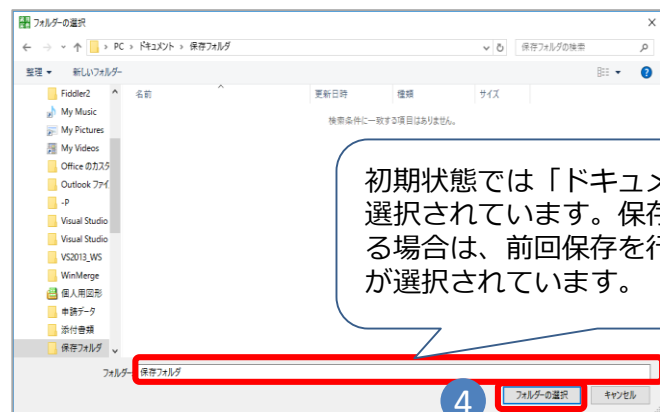 フォルダーの選択
PC › ドキュメント › 保存フォルダ
保存フォルダの検索
整理 新しいフォルダー
名前 更新日時 種類 サイズ
検索条件に一致する項目はありません。
Fiddler2
My Music
My Pictures
My Videos
Office のカスタ
Outlook ファイ
-P
Visual Studio
Visual Studio
VS2013_WS
WinMerge
個人用図形
申請データ
添付書類
保存フォルダ
初期状態では「ドキュメ
選択されています。保存
る場合は、前回保存を行
が選択されています。
フォルダー: 保存フォルダ
4
フォルダーの選択 キャンセル